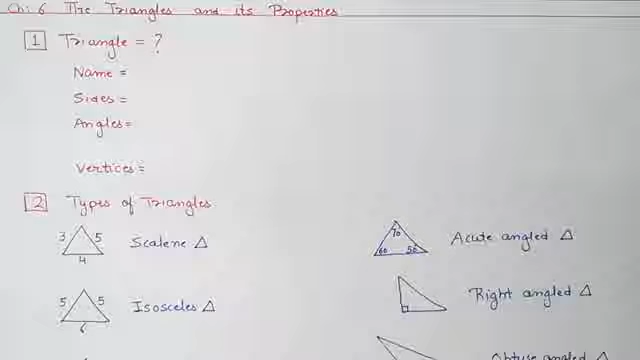 Ch: 6 The Triangles and its Properties
1 Triangle = ?
Name =
Sides =
Angles =
Vertices =
2 Types of Triangles
3 5
4
Scalene Δ
70
60 50
Acute angled Δ
5 5
6
Isosceles Δ
Right angled Δ
Obtuse angled Δ